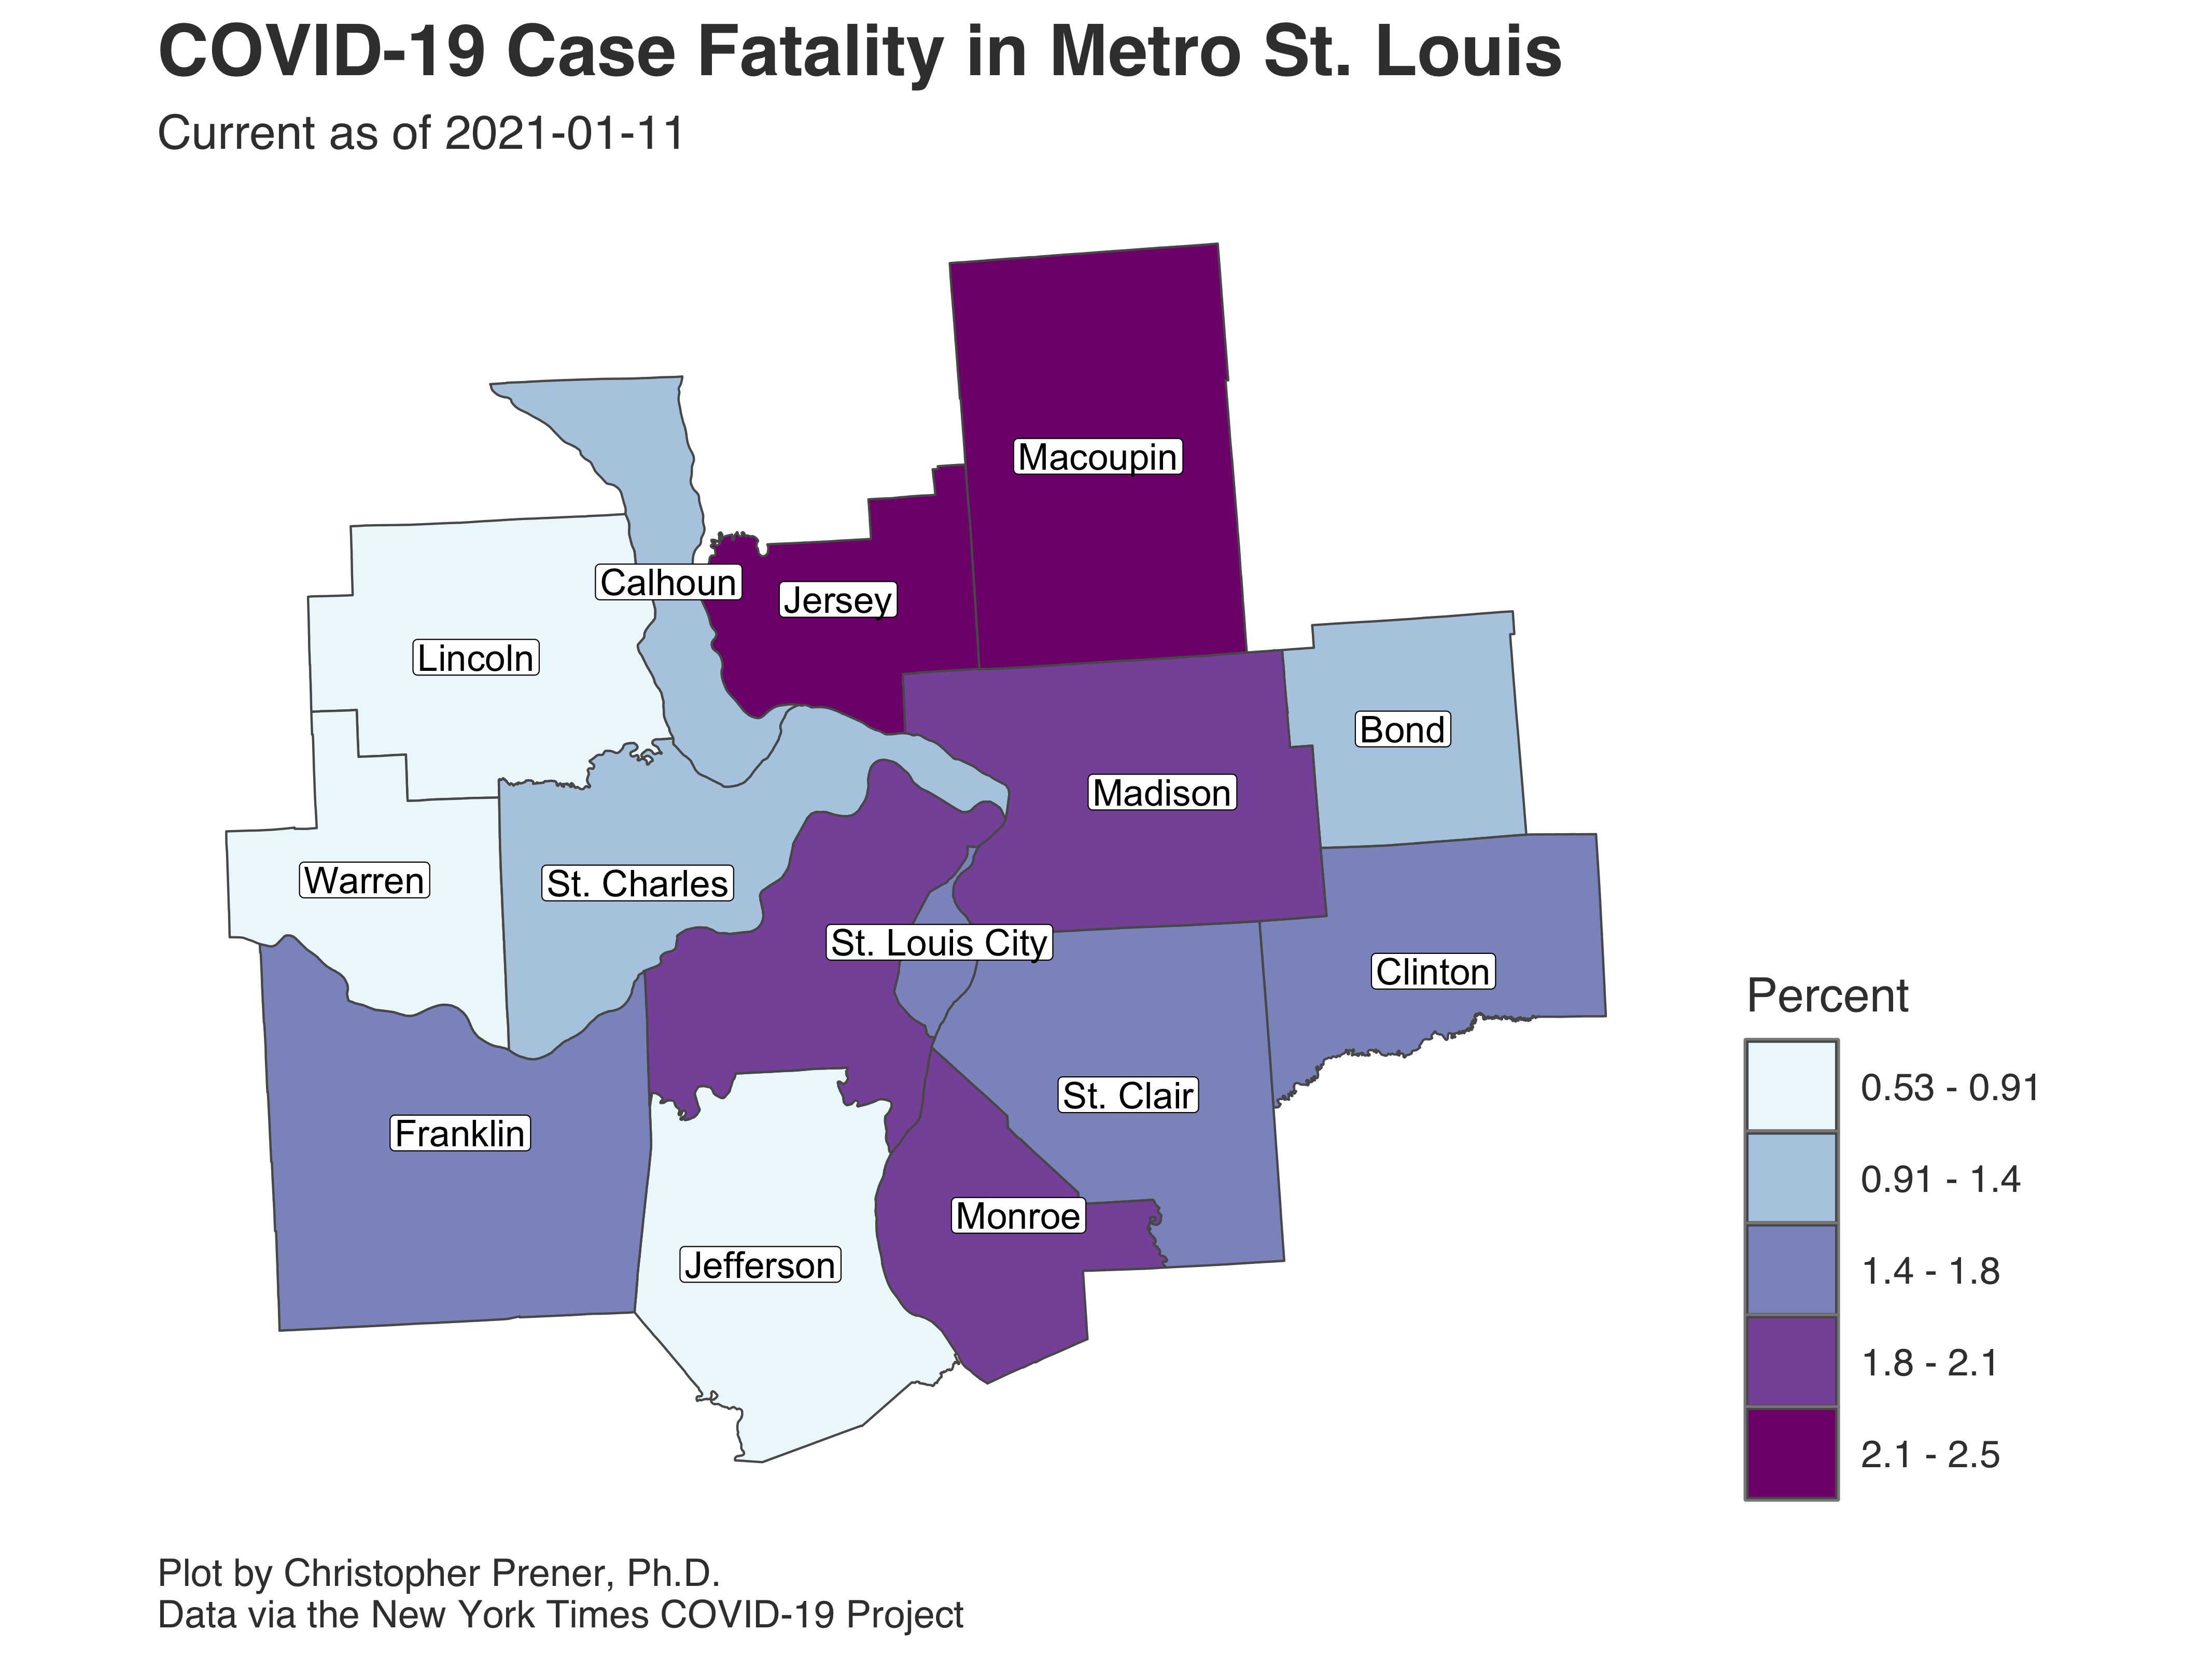 COVID-19 Case Fatality in Metro St. Louis
Current as of 2021-01-11
Macoupin
Calhoun
Jersey
Lincoln
Bond
Madison
Warren
St. Charles
St. Louis City
Clinton
St. Clair
Franklin
Monroe
Jefferson
Percent
0.53 - 0.91
0.91 - 1.4
1.4 - 1.8
1.8 - 2.1
2.1 - 2.5
Plot by Christopher Prener, Ph.D.
Data via the New York Times COVID-19 Project